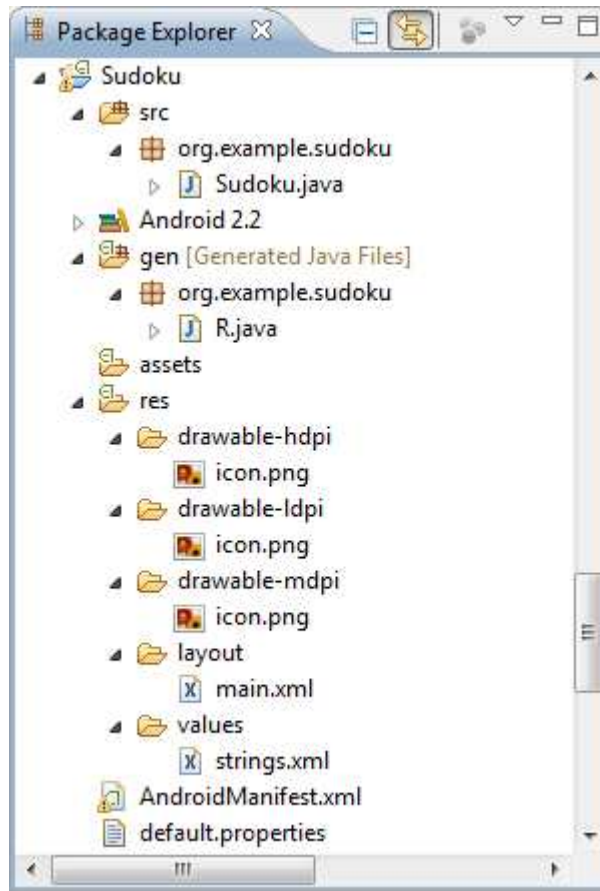 Package Explorer
Sudoku
src
org.example.sudoku
Sudoku.java
Android 2.2
gen [Generated Java Files]
org.example.sudoku
R.java
assets
res
drawable-hdpi
icon.png
drawable-ldpi
icon.png
drawable-mdpi
icon.png
layout
main.xml
values
strings.xml
AndroidManifest.xml
default.properties